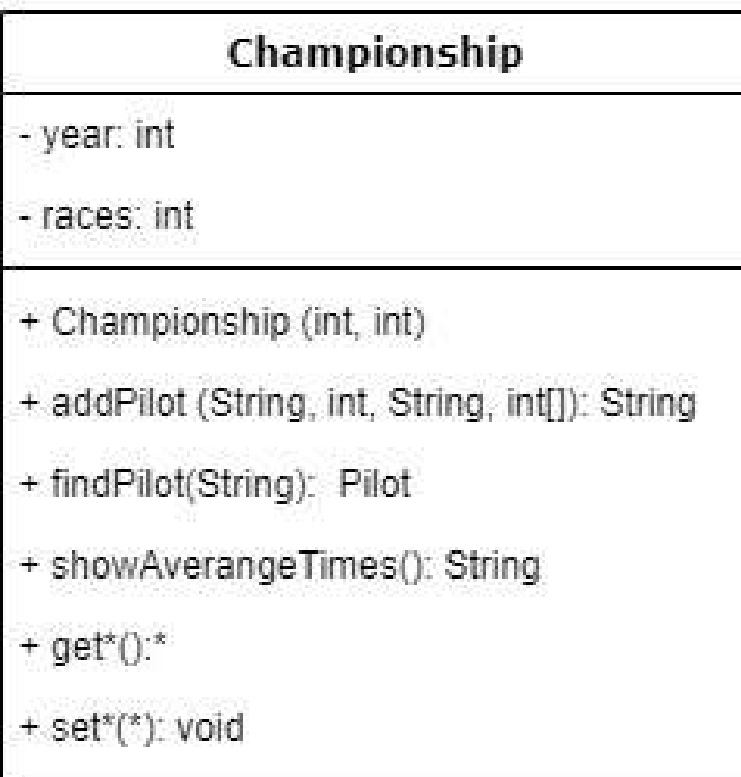 Championship
- year: int
- races: int
+ Championship (int, int)
+ addPilot (String, int, String, int[]): String
+ findPilot(String): Pilot
+ showAverangeTimes(): String
+ get*():*
+ set*(*): void